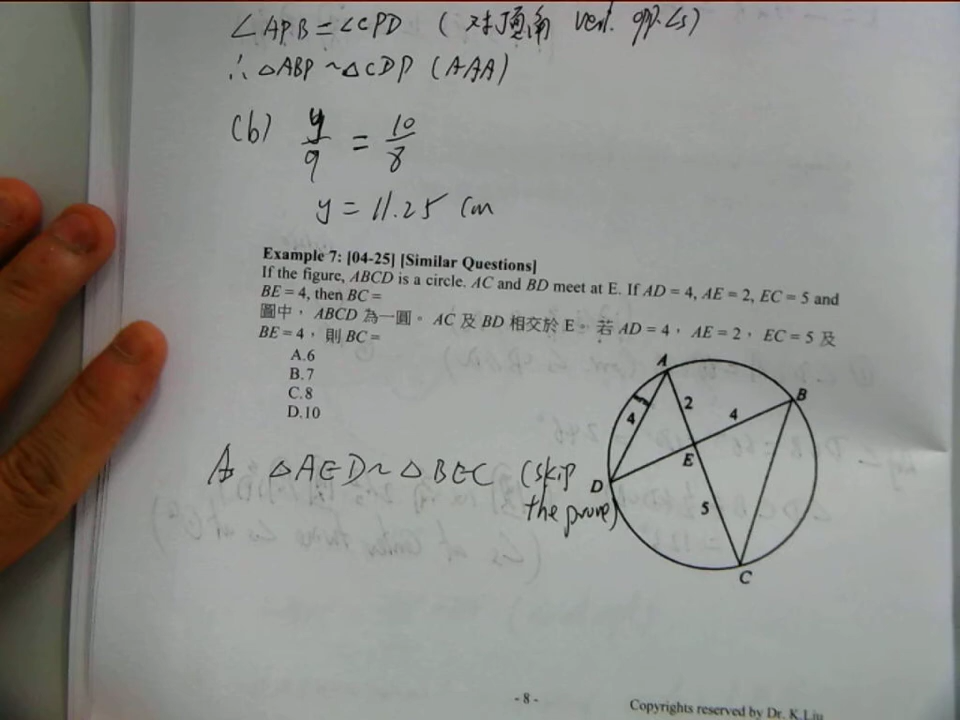 ∠APB = ∠CPD ( 对顶角 vert. opp. ∠s)
∴ △ABP ~ △CDP (AAA)
(b) y/9 = 10/8
y = 11.25 cm
Example 7: [04-25] [Similar Questions]
If the figure, ABCD is a circle. AC and BD meet at E. If AD = 4, AE = 2, EC = 5 and
BE = 4, then BC =
圖中， ABCD 為一圓。 AC 及 BD 相交於 E。 若 AD = 4， AE = 2， EC = 5 及
BE = 4，則 BC =
A.6
B.7
C.8
D.10
A
B
2
4
4
E
D
5
C
△AED ~ △BEC (skip
the prove)
- 8 -
Copyrights reserved by Dr. K.Liu